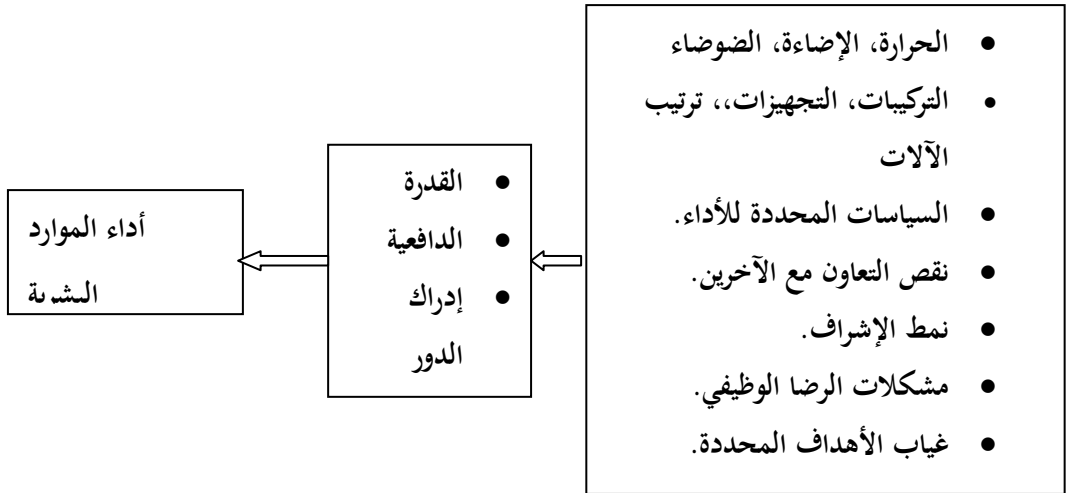 • الحرارة، الإضاءة، الضوضاء
• التركيبات، التجهيزات،، ترتيب
الآلات
• السياسات المحددة للأداء.
• نقص التعاون مع الآخرين.
• نمط الإشراف.
• مشكلات الرضا الوظيفي.
• غياب الأهداف المحددة.
• القدرة
• الدافعية
• إدراك
الدور
أداء الموارد
البشرية